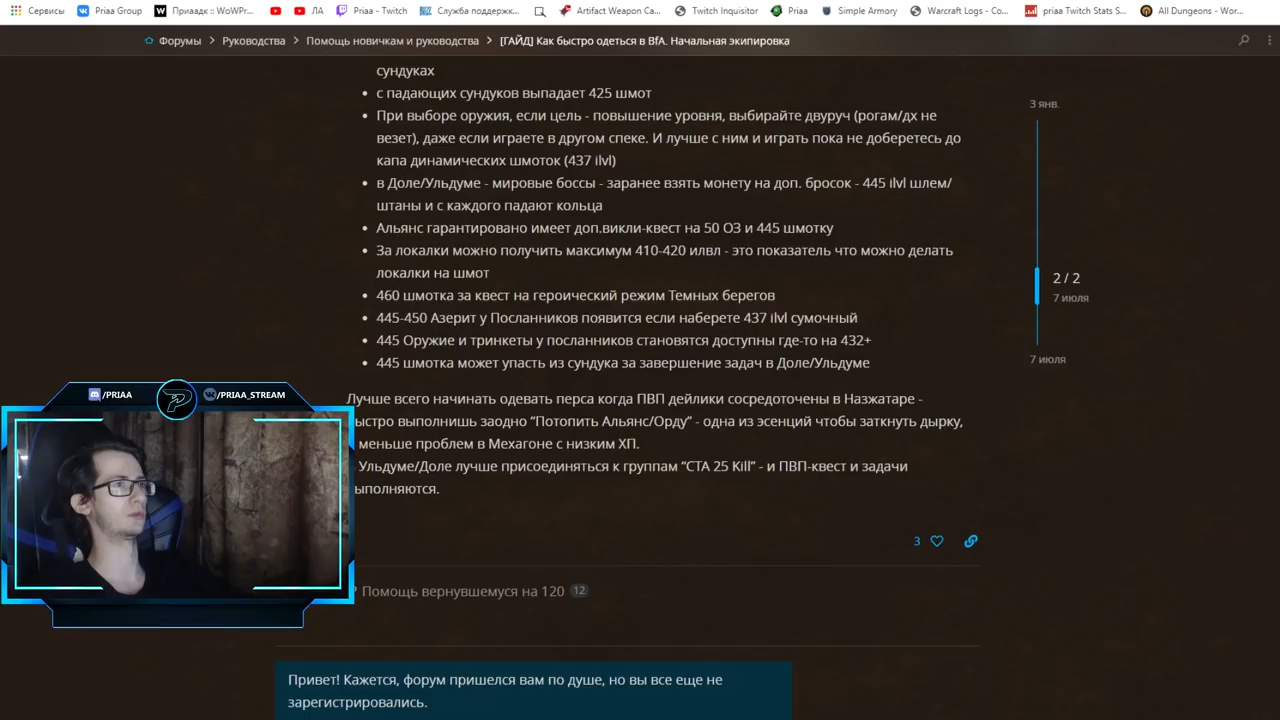 Сервисы
Priaa Group
Приаадк :: WoWPr...
ЛА
Priaa - Twitch
Служба поддержк...
Artifact Weapon Ca...
Twitch Inquisitor
Priaa
Simple Armory
Warcraft Logs - Co...
priaa Twitch Stats S...
All Dungeons - Wor...
Форумы > Руководства > Помощь новичкам и руководства > [ГАЙД] Как быстро одеться в BfA. Начальная экипировка
сундуках
с падающих сундуков выпадает 425 шмот
При выборе оружия, если цель - повышение уровня, выбирайте двуруч (рогам/дх не
везет), даже если играете в другом спеке. И лучше с ним и играть пока не доберетесь до
капа динамических шмоток (437 ilvl)
в Доле/Ульдуме - мировые боссы - заранее взять монету на доп. бросок - 445 ilvl шлем/
штаны и с каждого падают кольца
Альянс гарантировано имеет доп.викли-квест на 50 ОЗ и 445 шмотку
За локалки можно получить максимум 410-420 илвл - это показатель что можно делать
локалки на шмот
460 шмотка за квест на героический режим Темных берегов
445-450 Азерит у Посланников появится если наберете 437 ilvl сумочный
445 Оружие и тринкеты у посланников становятся доступны где-то на 432+
445 шмотка может упасть из сундука за завершение задач в Доле/Ульдуме
Лучше всего начинать одевать перса когда ПВП дейлики сосредоточены в Назжатаре -
ыстро выполнишь заодно “Потопить Альянс/Орду” - одна из эсенций чтобы заткнуть дырку,
меньше проблем в Мехагоне с низким ХП.
Ульдуме/Доле лучше присоединяться к группам “СТА 25 Kill” - и ПВП-квест и задачи
ыполняются.
3
Помощь вернувшемуся на 120 12
Привет! Кажется, форум пришелся вам по душе, но вы все еще не
зарегистрировались.
3 янв.
2 / 2
7 июля
7 июля
/PRIAA
/PRIAA_STREAM